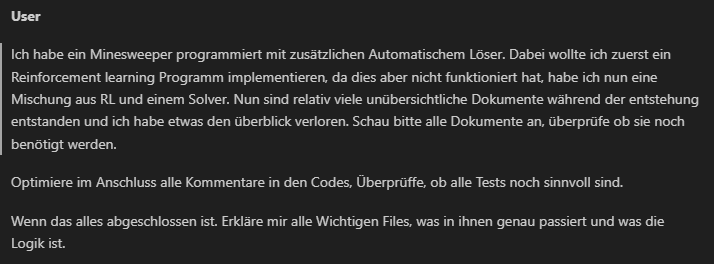 User
Ich habe ein Minesweeper programmiert mit zusätzlichen Automatischem Löser. Dabei wollte ich zuerst ein
Reinforcement learning Programm implementieren, da dies aber nicht funktioniert hat, habe ich nun eine
Mischung aus RL und einem Solver. Nun sind relativ viele unübersichtliche Dokumente während der entstehung
entstanden und ich habe etwas den überblick verloren. Schau bitte alle Dokumente an, überprüfe ob sie noch
benötigt werden.
Optimiere im Anschluss alle Kommentare in den Codes, Überprüffe, ob alle Tests noch sinnvoll sind.
Wenn das alles abgeschlossen ist. Erkläre mir alle Wichtigen Files, was in ihnen genau passiert und was die
Logik ist.